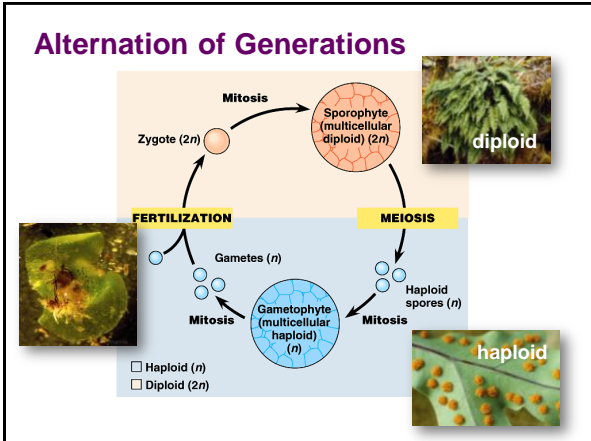 Alternation of Generations
Mitosis
Zygote (2n)
Sporophyte
(multicellular
diploid) (2n)
diploid
FERTILIZATION
MEIOSIS
Gametes (n)
Haploid
spores (n)
Mitosis
Gametophyte
(multicellular
haploid)
(n)
Mitosis
haploid
Haploid (n)
Diploid (2n)